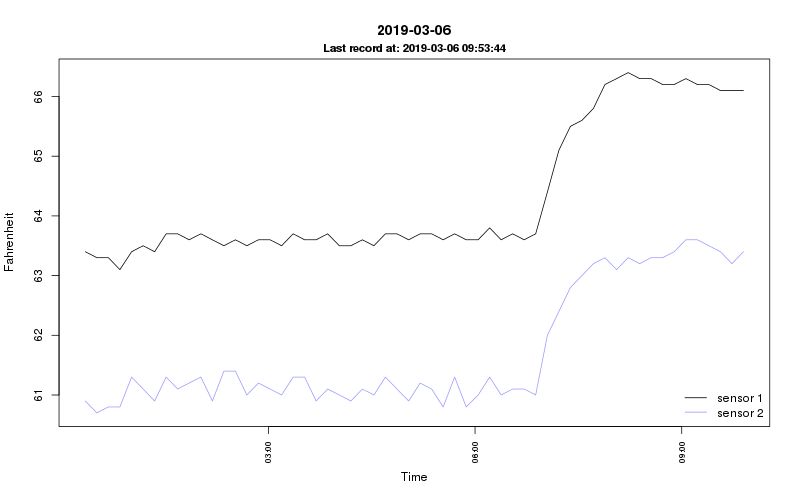 2019-03-06
Last record at: 2019-03-06 09:53:44
Fahrenheit
66
65
64
63
62
61
sensor 1
sensor 2
03:00
06:00
09:00
Time